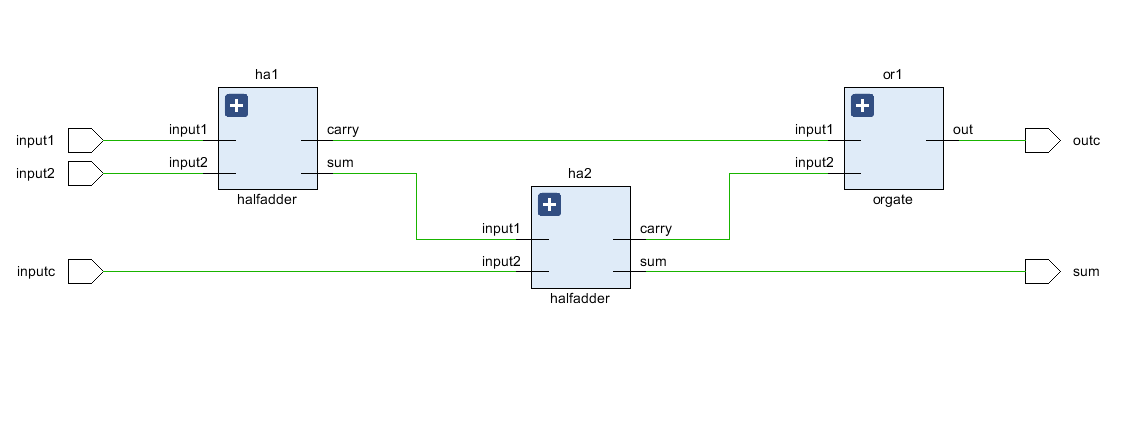 ha1
or1
input1
input1
carry
input1
out
outc
input2
input2
sum
input2
halfadder
ha2
orgate
input1
carry
inputc
input2
sum
sum
halfadder